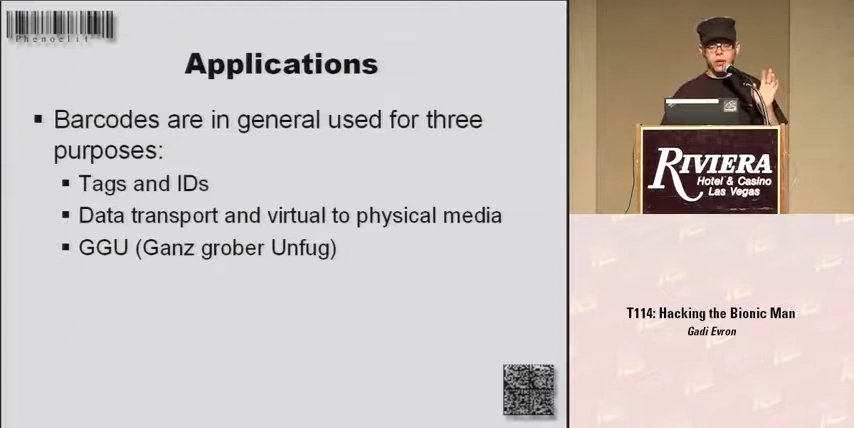 Phenoelit
Applications
Barcodes are in general used for three
purposes:
Tags and IDs
Data transport and virtual to physical media
GGU (Ganz grober Unfug)
RIVIERA
Hotel & Casino
Las Vegas
T114: Hacking the Bionic Man
Gadi Evron